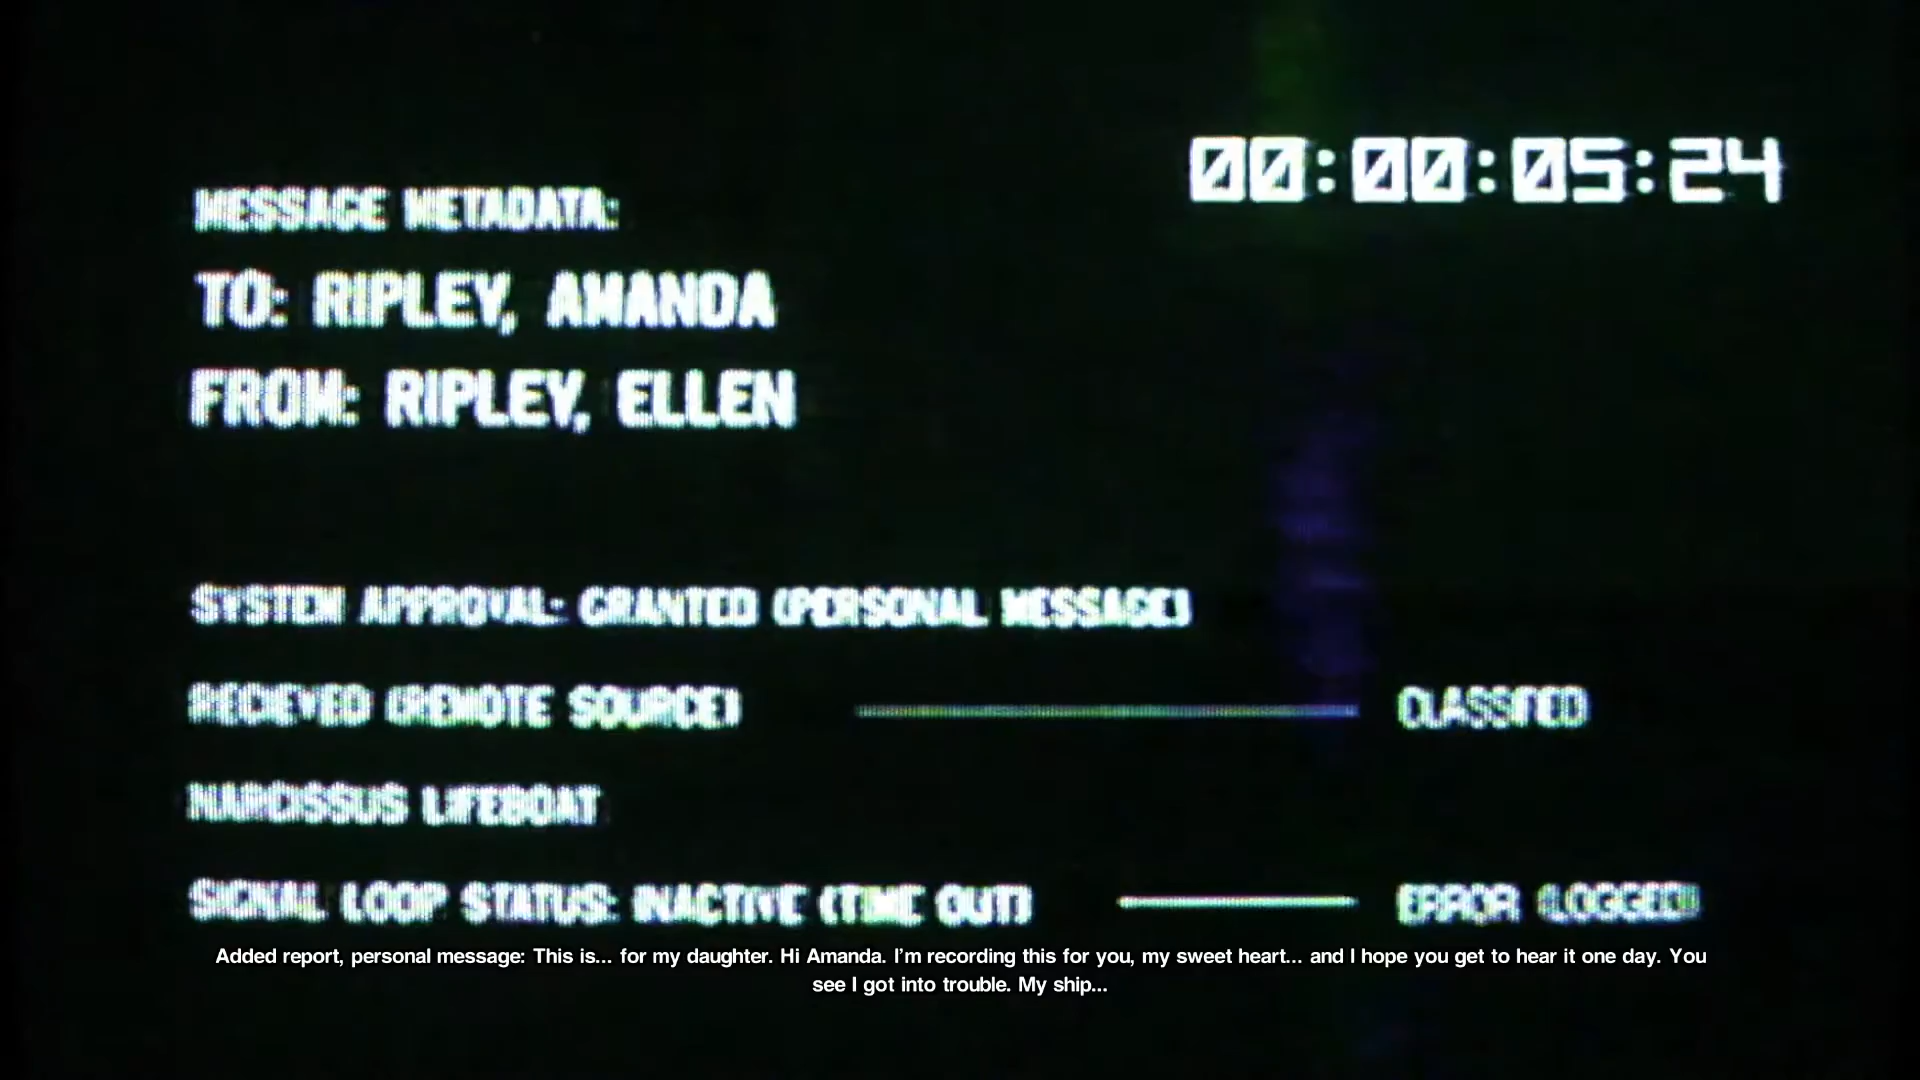 00:00:05:24
MESSAGE METADATA:
TO: RIPLEY, AMANDA
FROM: RIPLEY, ELLEN
SYSTEM APPROVAL: GRANTED (PERSONAL MESSAGE)
RECIEVED (REMOTE SOURCE) CLASSIFIED
NARCISSUS LIFEBOAT
SIGNAL LOOP STATUS: INACTIVE (TIME OUT) ERROR (LOGGED)
Added report, personal message: This is... for my daughter. Hi Amanda. I'm recording this for you, my sweet heart... and I hope you get to hear it one day. You
see I got into trouble. My ship...